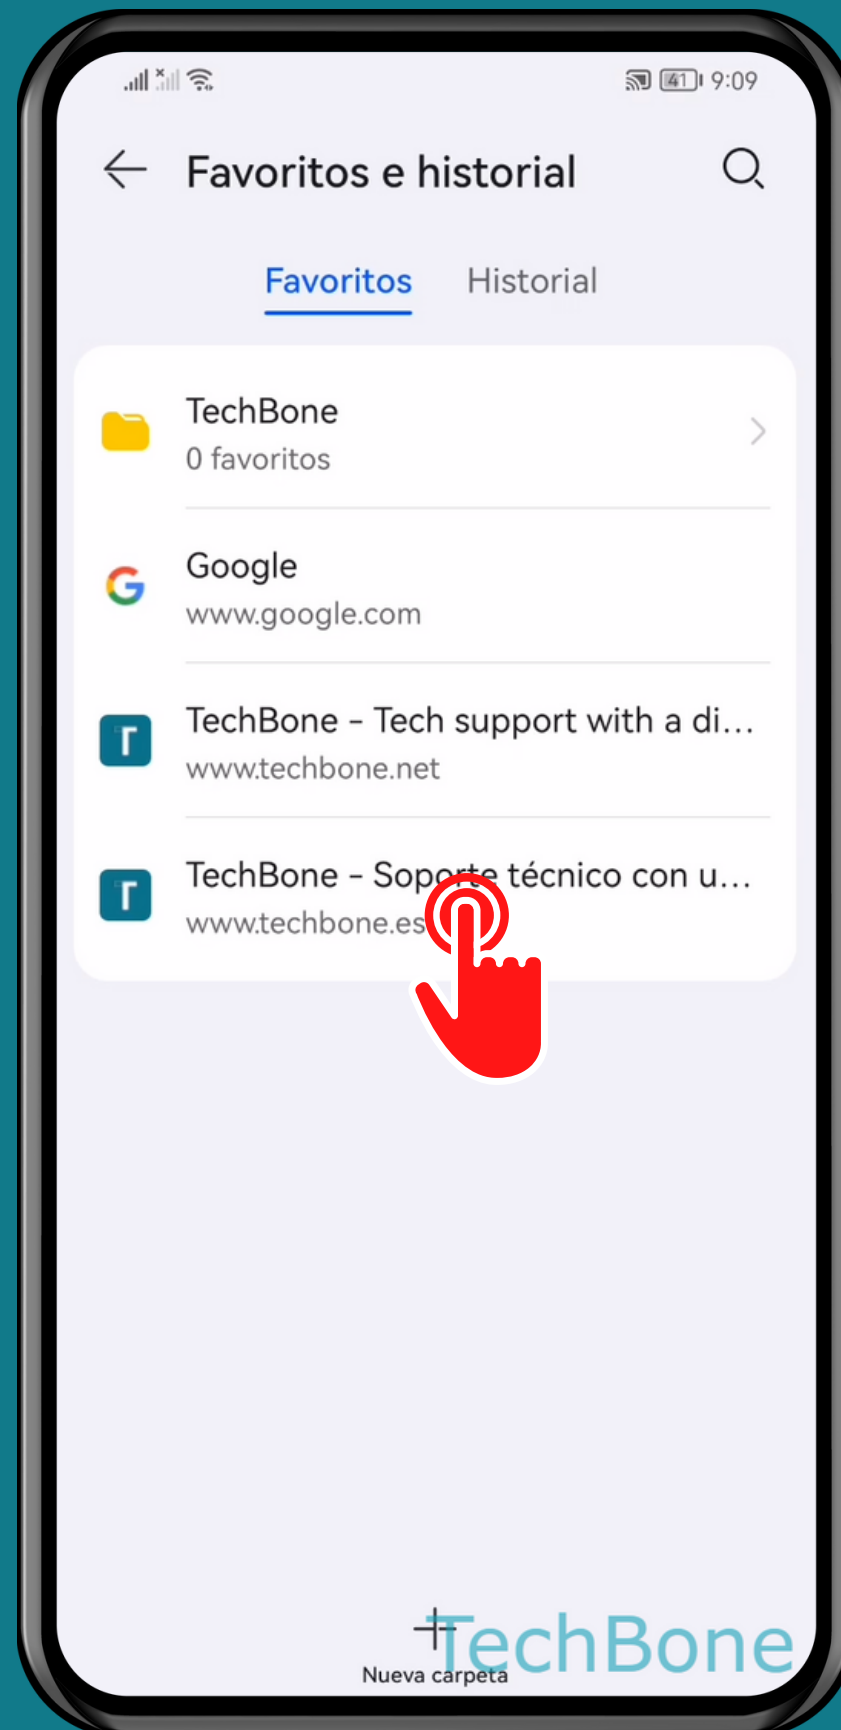 41 9:09
Favoritos e historial
Favoritos Historial
TechBone
0 favoritos
Google
www.google.com
TechBone - Tech support with a di...
www.techbone.net
TechBone - Soporte técnico con u...
www.techbone.es
Nueva carpeta
TechBone